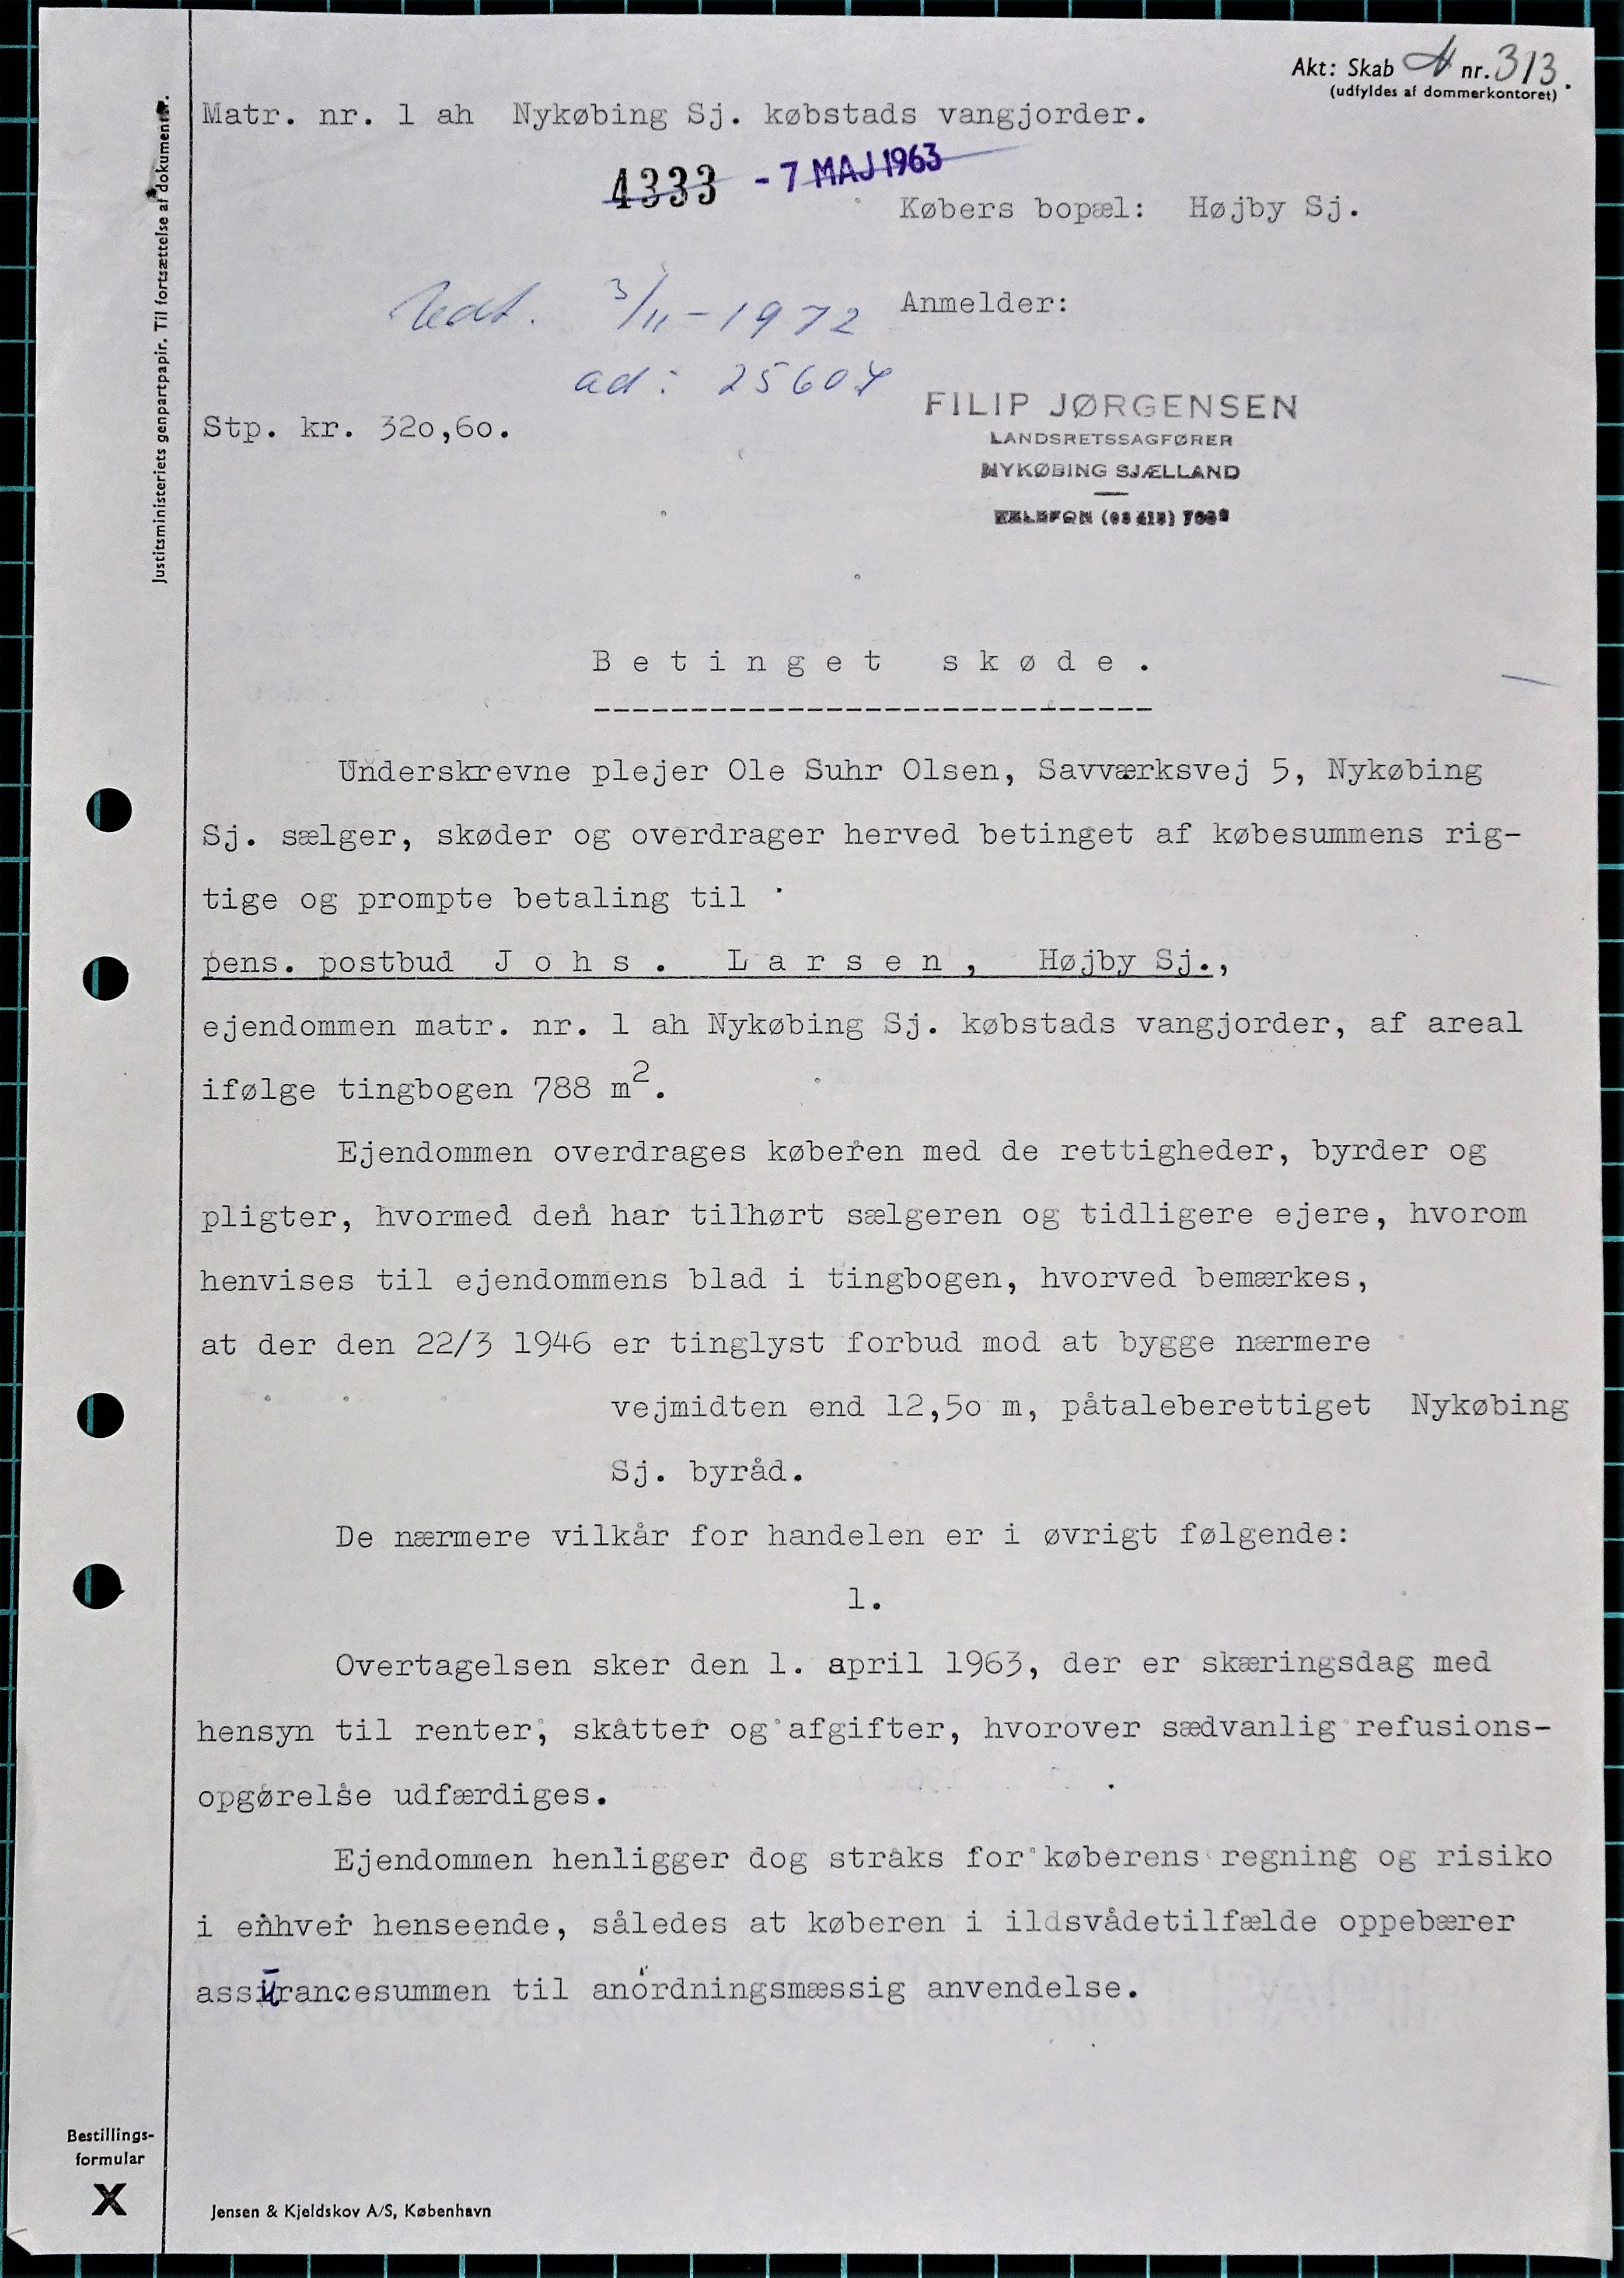 Akt: Skab nr. 313.
(udfyldes af dommerkontoret)
Justitsministeriets genpartpapir. Til fortsættelse af dokument
Matr. nr. 1 ah Nykøbing Sj. købstads vangjorder.
4333 - 7 MAJ 1963
Købers bopæl: Højby Sj.
3/11-1972
Anmelder:
ad: 25604
FILIP JØRGENSEN
Stp. kr. 320,60.
LANDSRETSSAGFØRER
NYKØBING SJÆLLAND
TELEFON
Betinget skøde.
Underskrevne plejer Ole Suhr Olsen, Savværksvej 5, Nykøbing
Sj. sælger, skøder og overdrager herved betinget af købesummens rig-
tige og prompte betaling til
pens. postbud Johs. Larsen, Højby Sj.,
ejendommen matr. nr. 1 ah Nykøbing Sj. købstads vangjorder, af areal
ifølge tingbogen 788 m².
Ejendommen overdrages køberen med de rettigheder, byrder og
pligter, hvormed den har tilhørt sælgeren og tidligere ejere, hvorom
henvises til ejendommens blad i tingbogen, hvorved bemærkes,
at der den 22/3 1946 er tinglyst forbud mod at bygge nærmere
vejmidten end 12,50 m, påtaleberettiget Nykøbing
Sj. byråd.
De nærmere vilkår for handelen er i øvrigt følgende:
1.
Overtagelsen sker den 1. april 1963, der er skæringsdag med
hensyn til renter, skatter og afgifter, hvorover sædvanlig refusions-
opgørelse udfærdiges.
Ejendommen henligger dog straks for køberens regning og risiko
i enhver henseende, således at køberen i ildsvådetilfælde oppebærer
assurancesummen til anordningsmæssig anvendelse.
Bestillings-
formular
X
Jensen & Kjeldskov A/S, København